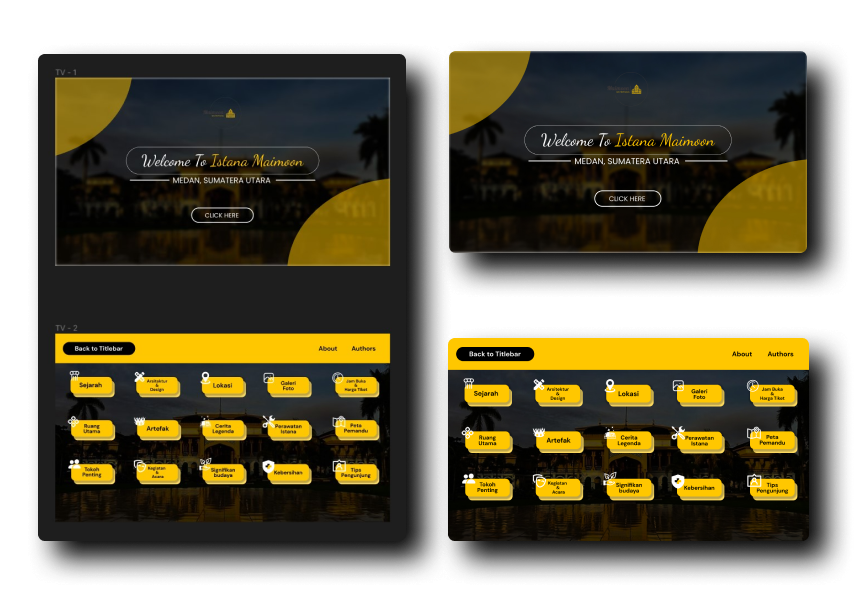 TV - 1
Welcome To Istana Maimoon
MEDAN, SUMATERA UTARA
CLICK HERE
TV - 2
Back to Titlebar
About
Authors
Sejarah
Arsitektur
&
Design
Lokasi
Galeri
Foto
Jam Buka
&
Harga Tiket
Ruang
Utama
Artefak
Cerita
Legenda
Perawatan
Istana
Peta
Pemandu
Tokoh
Penting
Kegiatan
&
Acara
Signifikan
budaya
Kebersihan
Tips
Pengunjung
Welcome To Istana Maimoon
MEDAN, SUMATERA UTARA
CLICK HERE
Back to Titlebar
About
Authors
Sejarah
Arsitektur
&
Design
Lokasi
Galeri
Foto
Jam Buka
&
Harga Tiket
Ruang
Utama
Artefak
Cerita
Legenda
Perawatan
Istana
Peta
Pemandu
Tokoh
Penting
Kegiatan
&
Acara
Signifikan
budaya
Kebersihan
Tips
Pengunjung